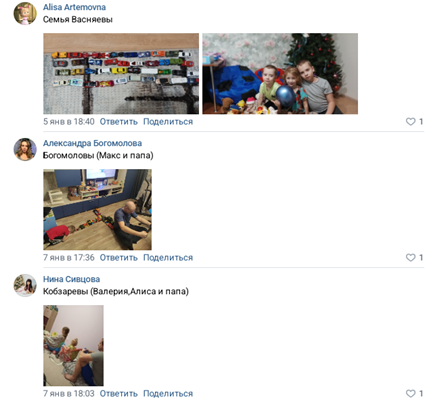 Alisa Artemovna
Семья Васняевы
5 янв в 18:40 Ответить Поделиться 1
Александра Богомолова
Богомоловы (Макс и папа)
7 янв в 17:36 Ответить Поделиться 1
Нина Сивцова
Кобзаревы (Валерия,Алиса и папа)
7 янв в 18:03 Ответить Поделиться 1